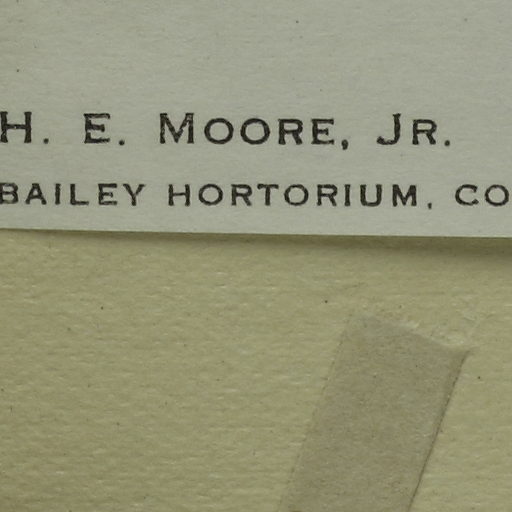 H. E. MOORE, JR.
BAILEY HORTORIUM, CO